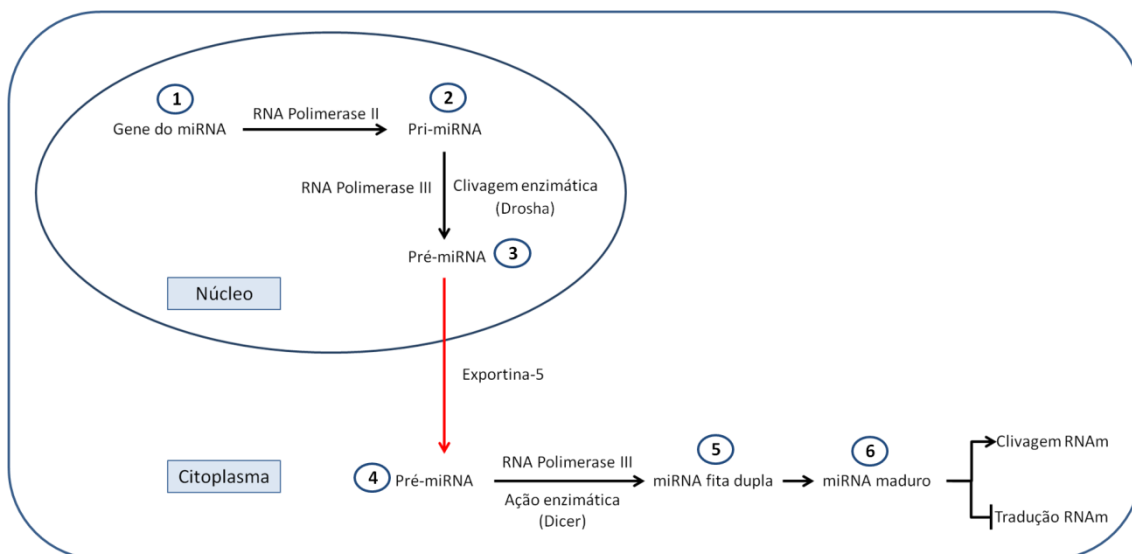 1
Gene do miRNA
RNA Polimerase II
2
Pri-miRNA
RNA Polimerase III
Clivagem enzimática
(Drosha)
Pré-miRNA
3
Núcleo
Exportina-5
Citoplasma
4
Pré-miRNA
RNA Polimerase III
Ação enzimática
(Dicer)
5
miRNA fita dupla
6
miRNA maduro
Clivagem RNAm
Tradução RNAm